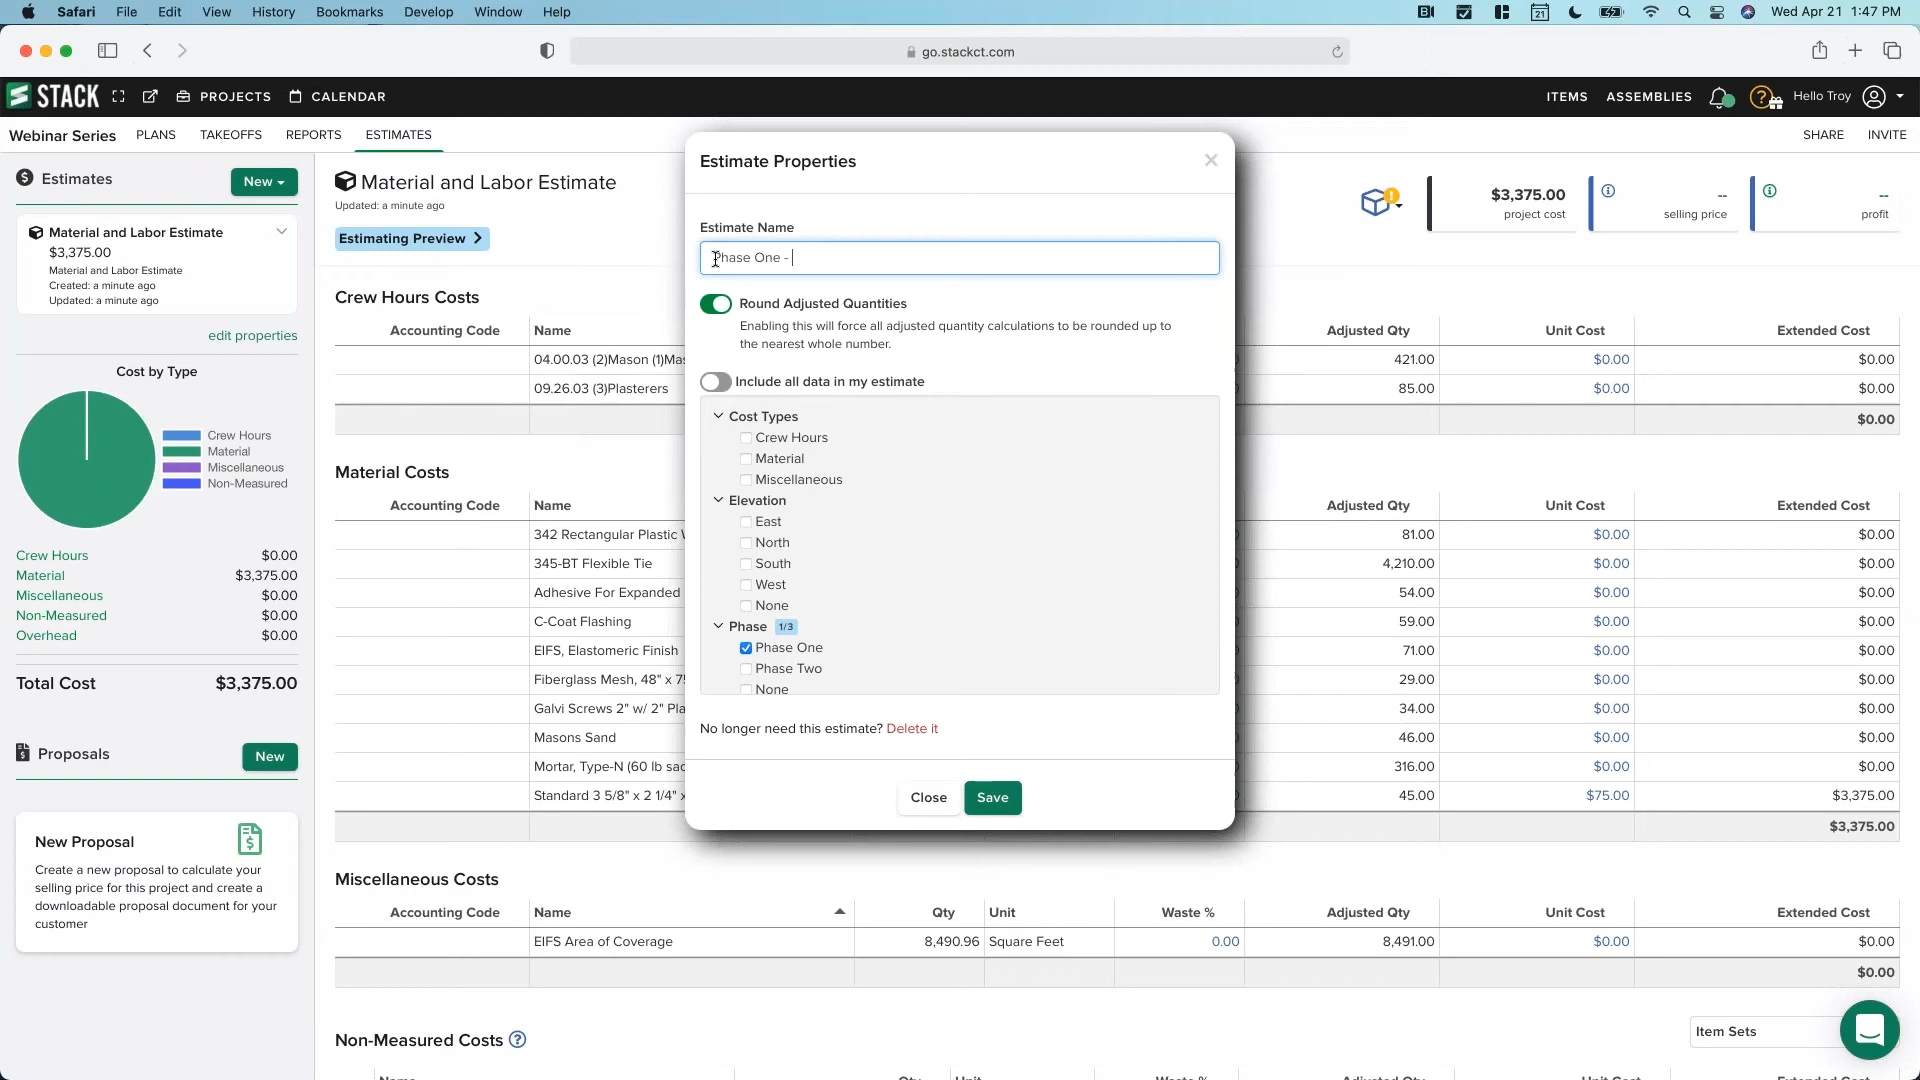 Safari File Edit View History Bookmarks Develop Window Help
21 Wed Apr 21 1:47 PM
go.stackct.com
STACK PROJECTS CALENDAR
ITEMS ASSEMBLIES Hello Troy
Webinar Series PLANS TAKEOFFS REPORTS ESTIMATES
SHARE INVITE
Estimates
New
Material and Labor Estimate
$3,375.00
Material and Labor Estimate
Created: a minute ago
Updated: a minute ago
edit properties
Cost by Type
Crew Hours
Material
Miscellaneous
Non-Measured
Crew Hours $0.00
Material $3,375.00
Miscellaneous $0.00
Non-Measured $0.00
Overhead $0.00
Total Cost $3,375.00
Proposals
New
New Proposal
Create a new proposal to calculate your
selling price for this project and create a
downloadable proposal document for your
customer
Material and Labor Estimate
Updated: a minute ago
Estimating Preview
$3,375.00
project cost
--
selling price
--
profit
Crew Hours Costs
Accounting Code Name Adjusted Qty Unit Cost Extended Cost
04.00.03 (2)Mason (1)Mas 421.00 $0.00 $0.00
09.26.03 (3)Plasterers 85.00 $0.00 $0.00
$0.00
Material Costs
Accounting Code Name Adjusted Qty Unit Cost Extended Cost
342 Rectangular Plastic 81.00 $0.00 $0.00
345-BT Flexible Tie 4,210.00 $0.00 $0.00
Adhesive For Expanded 54.00 $0.00 $0.00
C-Coat Flashing 59.00 $0.00 $0.00
EIFS, Elastomeric Finish 71.00 $0.00 $0.00
Fiberglass Mesh, 48" x 75 29.00 $0.00 $0.00
Galvi Screws 2" w/ 2" Pla 34.00 $0.00 $0.00
Masons Sand 46.00 $0.00 $0.00
Mortar, Type-N (60 lb sac 316.00 $0.00 $0.00
Standard 3 5/8" x 2 1/4" x 45.00 $75.00 $3,375.00
$3,375.00
Miscellaneous Costs
Accounting Code Name Qty Unit Waste % Adjusted Qty Unit Cost Extended Cost
EIFS Area of Coverage 8,490.96 Square Feet 0.00 8,491.00 $0.00 $0.00
$0.00
Non-Measured Costs
Item Sets
Name Qty Unit Waste % Adjusted Qty Unit Cost Extended Cost
Estimate Properties
Estimate Name
Phase One -
Round Adjusted Quantities
Enabling this will force all adjusted quantity calculations to be rounded up to
the nearest whole number.
Include all data in my estimate
Cost Types
Crew Hours
Material
Miscellaneous
Elevation
East
North
South
West
None
Phase 1/3
Phase One
Phase Two
None
No longer need this estimate? Delete it
Close Save